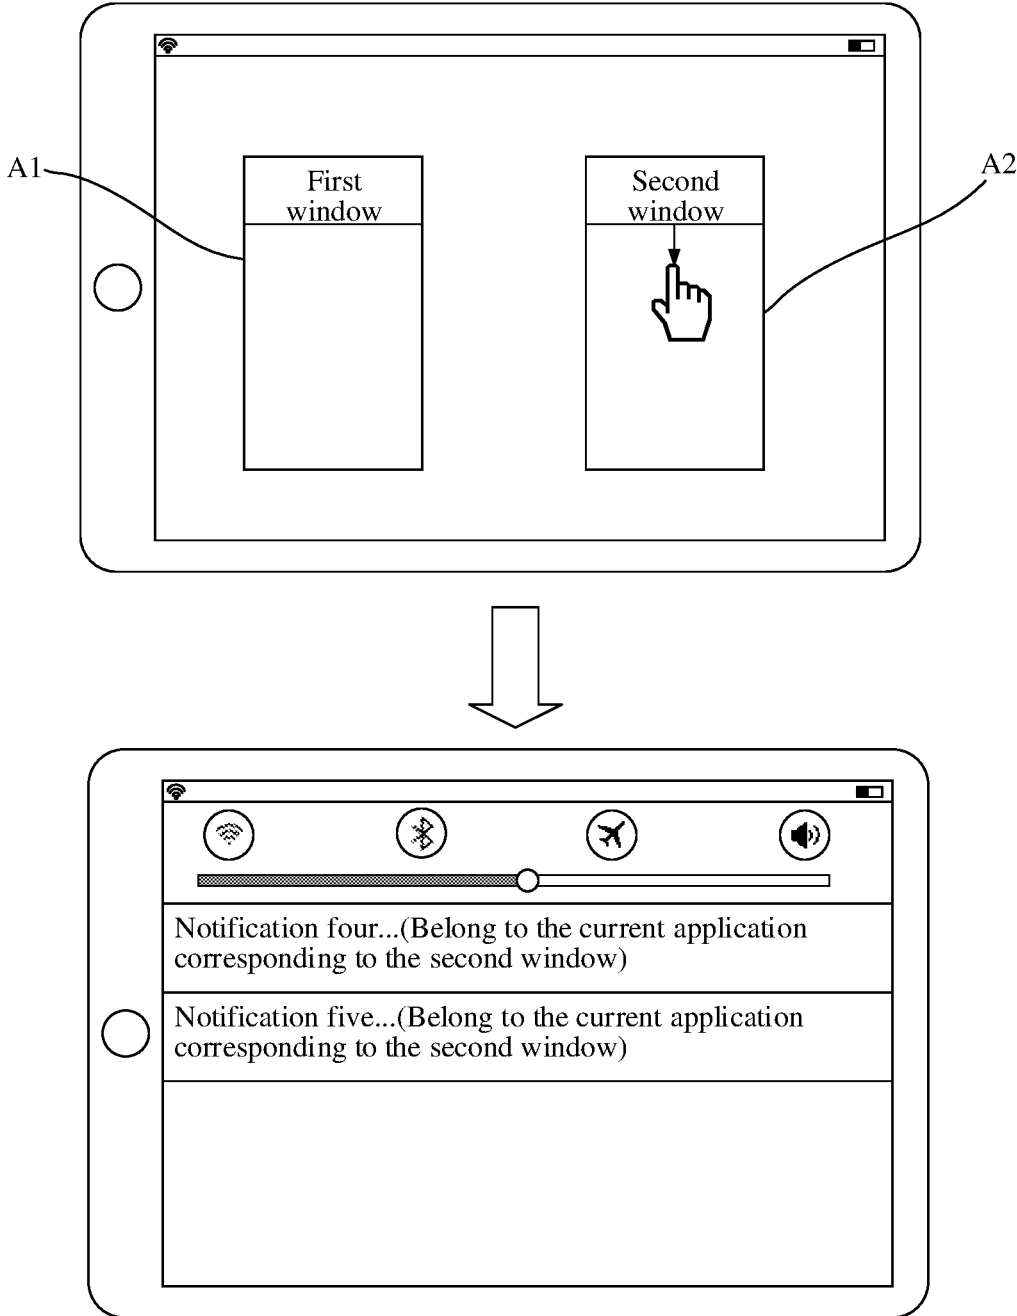 A1
First
window
Second
window
A2
Notification four...(Belong to the current application
corresponding to the second window)
Notification five...(Belong to the current application
corresponding to the second window)